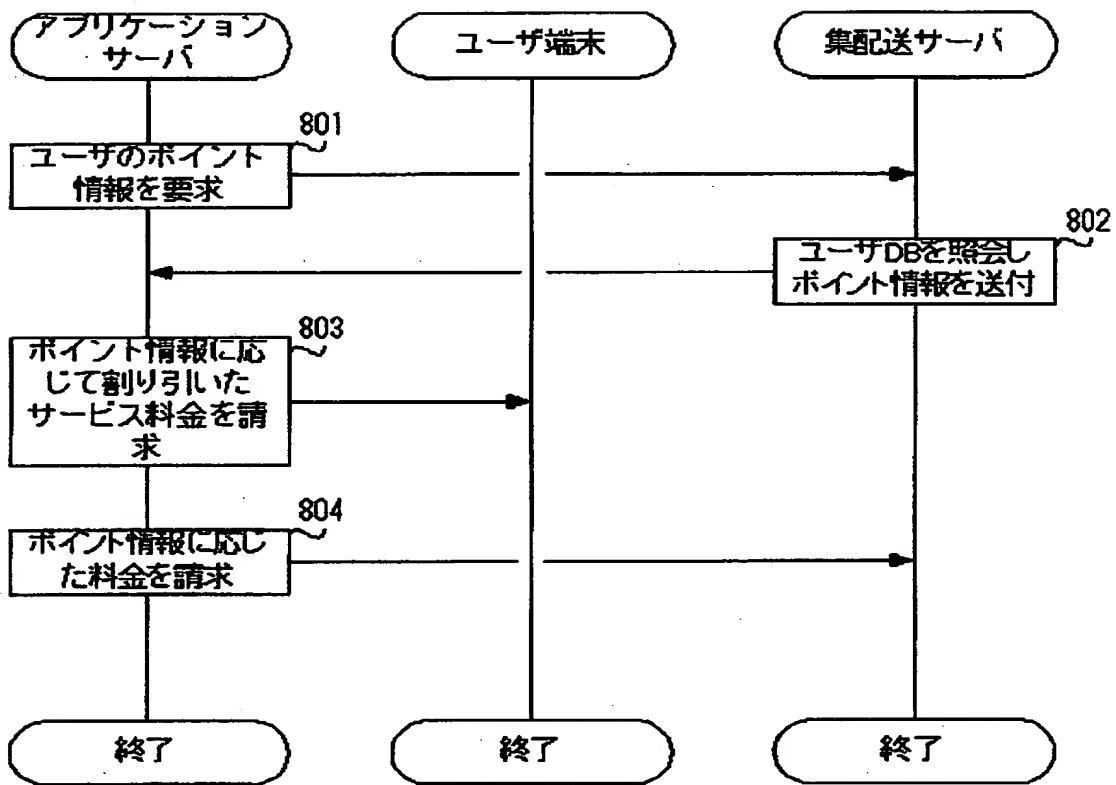 アプリケーション
サーバ
ユーザ端末
集配送サーバ
801
ユーザのポイント
情報を要求
802
ユーザDBを照会し
ポイント情報を送付
803
ポイント情報に応
じて割り引いた
サービス料金を請
求
804
ポイント情報に応じ
た料金を請求
終了
終了
終了